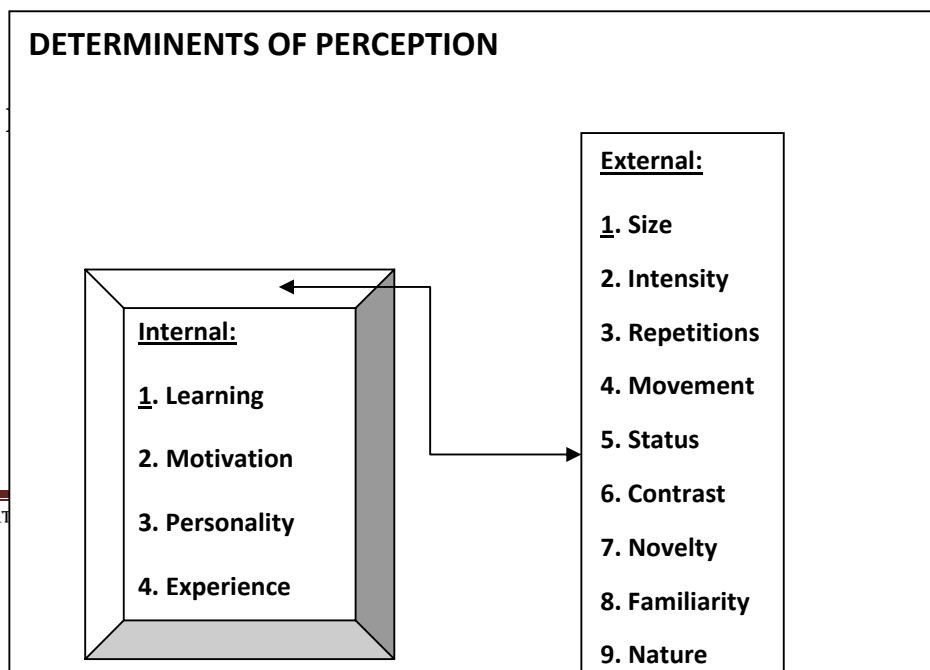 DETERMINENTS OF PERCEPTION
Internal:
1. Learning
2. Motivation
3. Personality
4. Experience
External:
1. Size
2. Intensity
3. Repetitions
4. Movement
5. Status
6. Contrast
7. Novelty
8. Familiarity
9. Nature